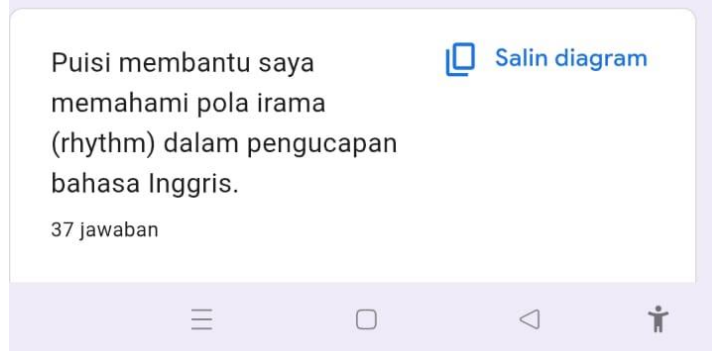 Puisi membantu saya
memahami pola irama
(rhythm) dalam pengucapan
bahasa Inggris.
37 jawaban
Salin diagram